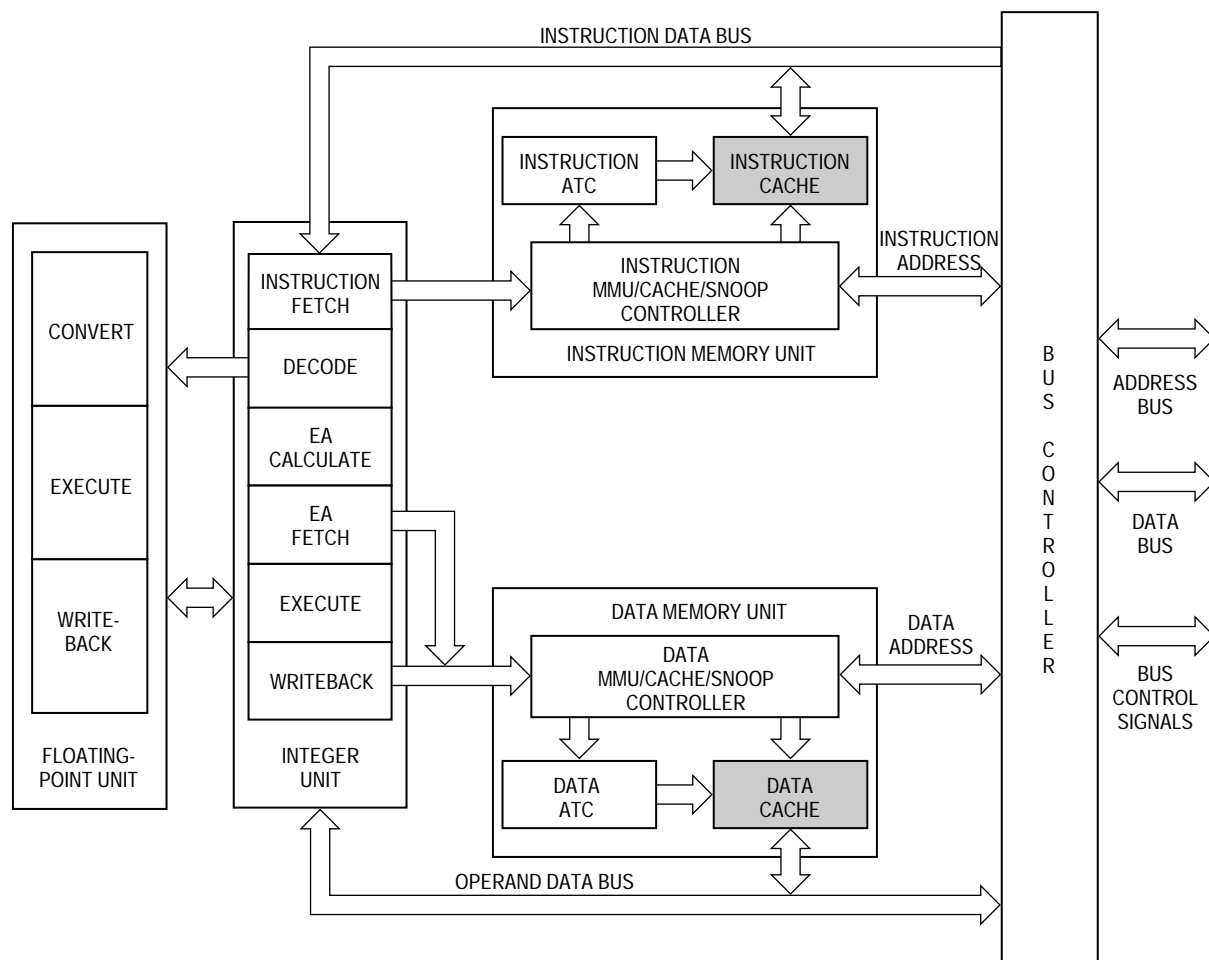 INSTRUCTION DATA BUS
INSTRUCTION
ATC
INSTRUCTION
CACHE
INSTRUCTION
MMU/CACHE/SNOOP
CONTROLLER
INSTRUCTION MEMORY UNIT
INSTRUCTION
ADDRESS
CONVERT
EXECUTE
WRITE-
BACK
FLOATING-
POINT UNIT
INSTRUCTION
FETCH
DECODE
EA
CALCULATE
EA
FETCH
EXECUTE
WRITEBACK
INTEGER
UNIT
DATA MEMORY UNIT
DATA
MMU/CACHE/SNOOP
CONTROLLER
DATA
ATC
DATA
CACHE
DATA
ADDRESS
OPERAND DATA BUS
BUS CONTROLLER
ADDRESS
BUS
DATA
BUS
BUS
CONTROL
SIGNALS